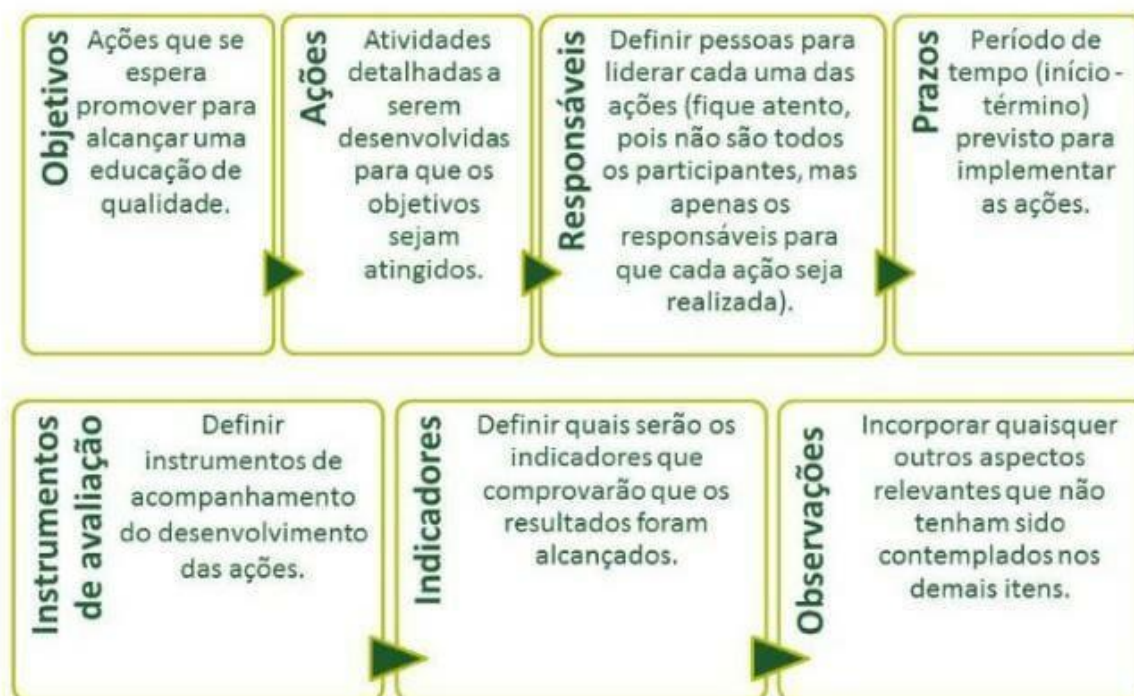 Objetivos
Ações que se
espera
promover para
alcançar uma
educação de
qualidade.
Ações
Atividades
detalhadas a
serem
desenvolvidas
para que os
objetivos
sejam
atingidos.
Responsáveis
Definir pessoas para
liderar cada uma das
ações (fique atento,
pois não são todos
os participantes, mas
apenas os
responsáveis para
que cada ação seja
realizada).
Prazos
Período de
tempo (início -
término)
previsto para
implementar
as ações.
Instrumentos
de avaliação
Definir
instrumentos de
acompanhamento
do desenvolvimento
das ações.
Indicadores
Definir quais serão os
indicadores que
comprovarão que os
resultados foram
alcançados.
Observações
Incorporar quaisquer
outros aspectos
relevantes que não
tenham sido
contemplados nos
demais itens.